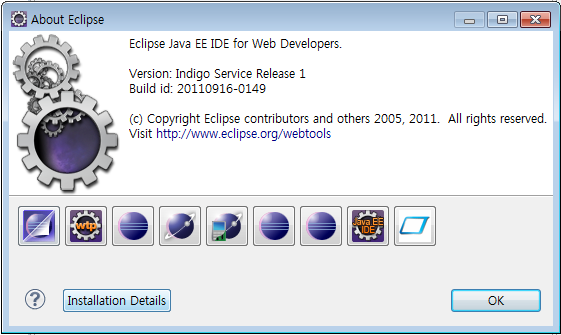 About Eclipse
Eclipse Java EE IDE for Web Developers.
Version: Indigo Service Release 1
Build id: 20110916-0149
(c) Copyright Eclipse contributors and others 2005, 2011.  All rights reserved.
Visit http://www.eclipse.org/webtools
wtp
Java EE
IDE
?
Installation Details
OK